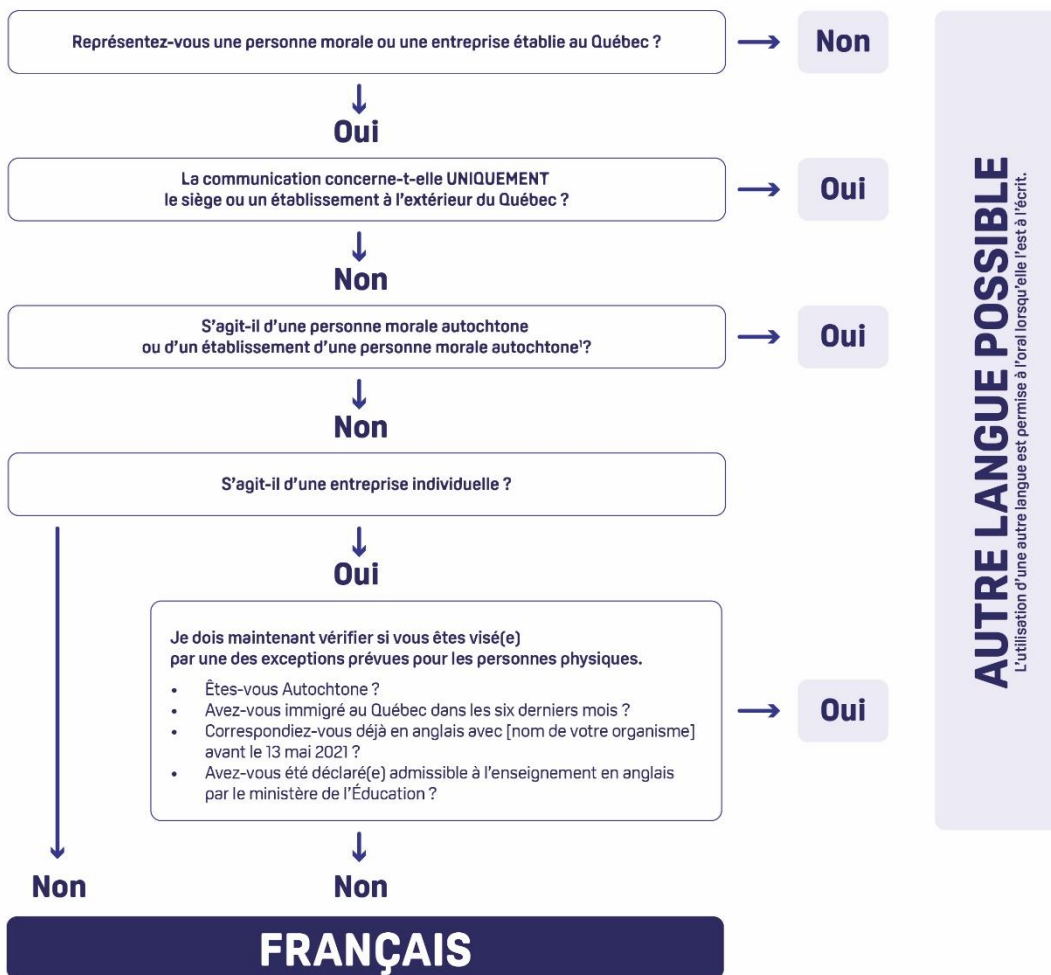 Représentez-vous une personne morale ou une entreprise établie au Québec ?
Non
Oui
La communication concerne-t-elle UNIQUEMENT
le siège ou un établissement à l'extérieur du Québec ?
Oui
Non
S'agit-il d'une personne morale autochtone
ou d'un établissement d'une personne morale autochtone¹?
Oui
Non
S'agit-il d'une entreprise individuelle ?
Oui
Je dois maintenant vérifier si vous êtes visé(e)
par une des exceptions prévues pour les personnes physiques.
• Êtes-vous Autochtone ?
• Avez-vous immigré au Québec dans les six derniers mois ?
• Correspondiez-vous déjà en anglais avec [nom de votre organisme]
avant le 13 mai 2021 ?
• Avez-vous été déclaré(e) admissible à l'enseignement en anglais
par le ministère de l'Éducation ?
Oui
Non
Non
FRANÇAIS
AUTRE LANGUE POSSIBLE
L'utilisation d'une autre langue est permise à l'oral lorsqu'elle l'est à l'écrit.